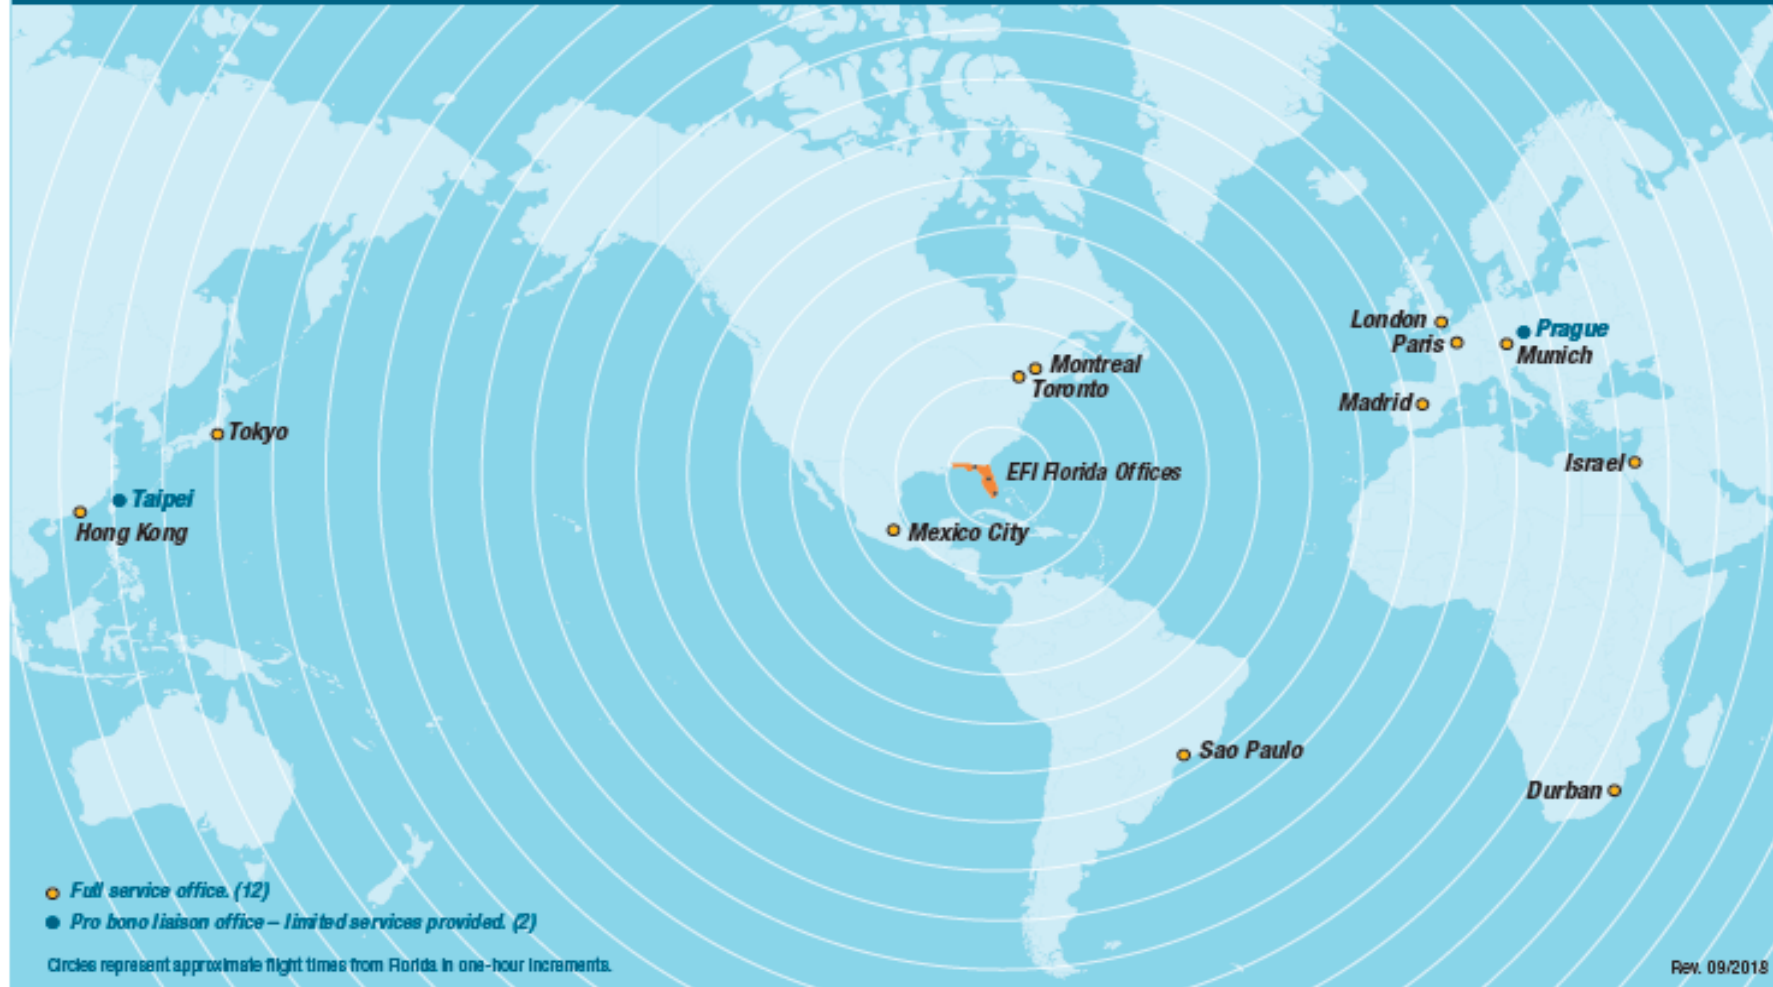 London
Prague
Paris
Munich
Montreal
Toronto
Madrid
Tokyo
Israel
EFI Florida Offices
Taipei
Hong Kong
Mexico City
Sao Paulo
Durban
Full service office. (12)
Pro bono liaison office – limited services provided. (2)
Circles represent approximate flight times from Florida in one-hour increments.
Rev. 09/2018